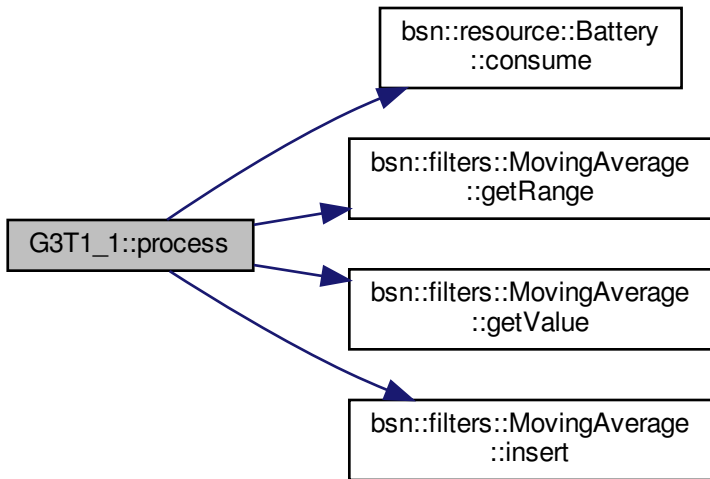 bsn::resource::Battery
::consume
bsn::filters::MovingAverage
::getRange
G3T1_1::process
bsn::filters::MovingAverage
::getValue
bsn::filters::MovingAverage
::insert